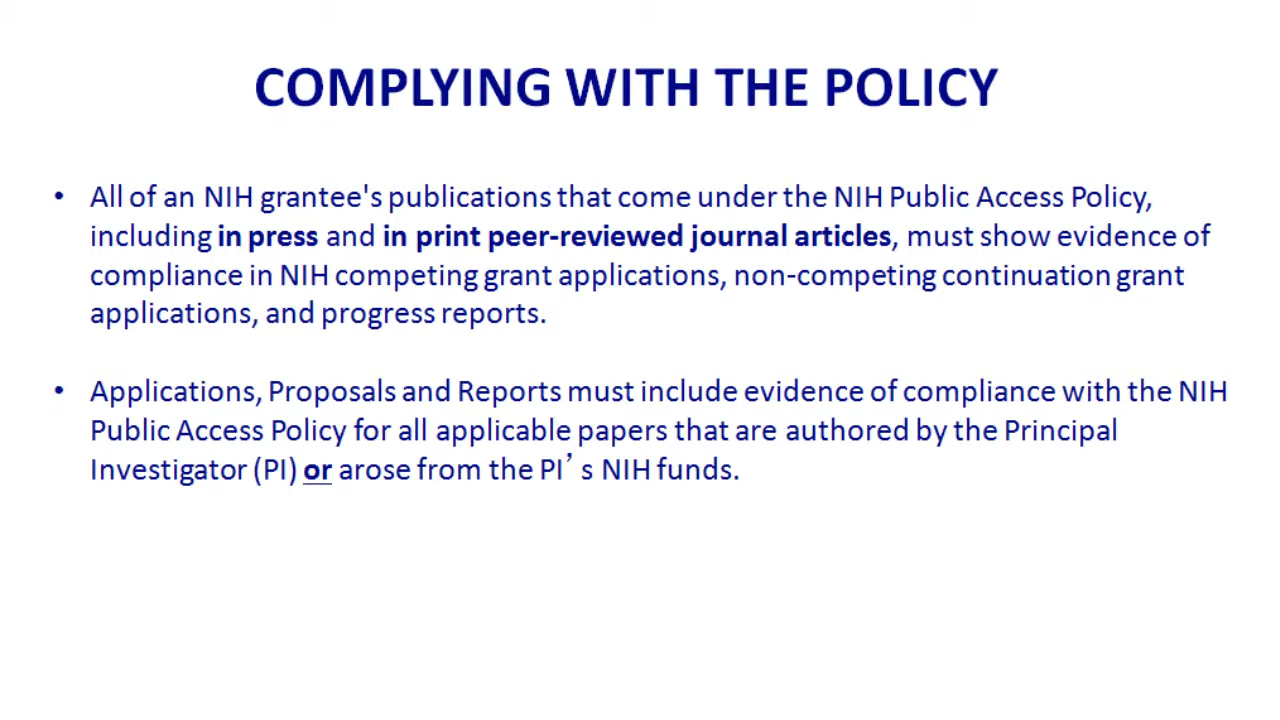 COMPLYING WITH THE POLICY
• All of an NIH grantee's publications that come under the NIH Public Access Policy,
including in press and in print peer-reviewed journal articles, must show evidence of
compliance in NIH competing grant applications, non-competing continuation grant
applications, and progress reports.
• Applications, Proposals and Reports must include evidence of compliance with the NIH
Public Access Policy for all applicable papers that are authored by the Principal
Investigator (PI) or arose from the PI’s NIH funds.